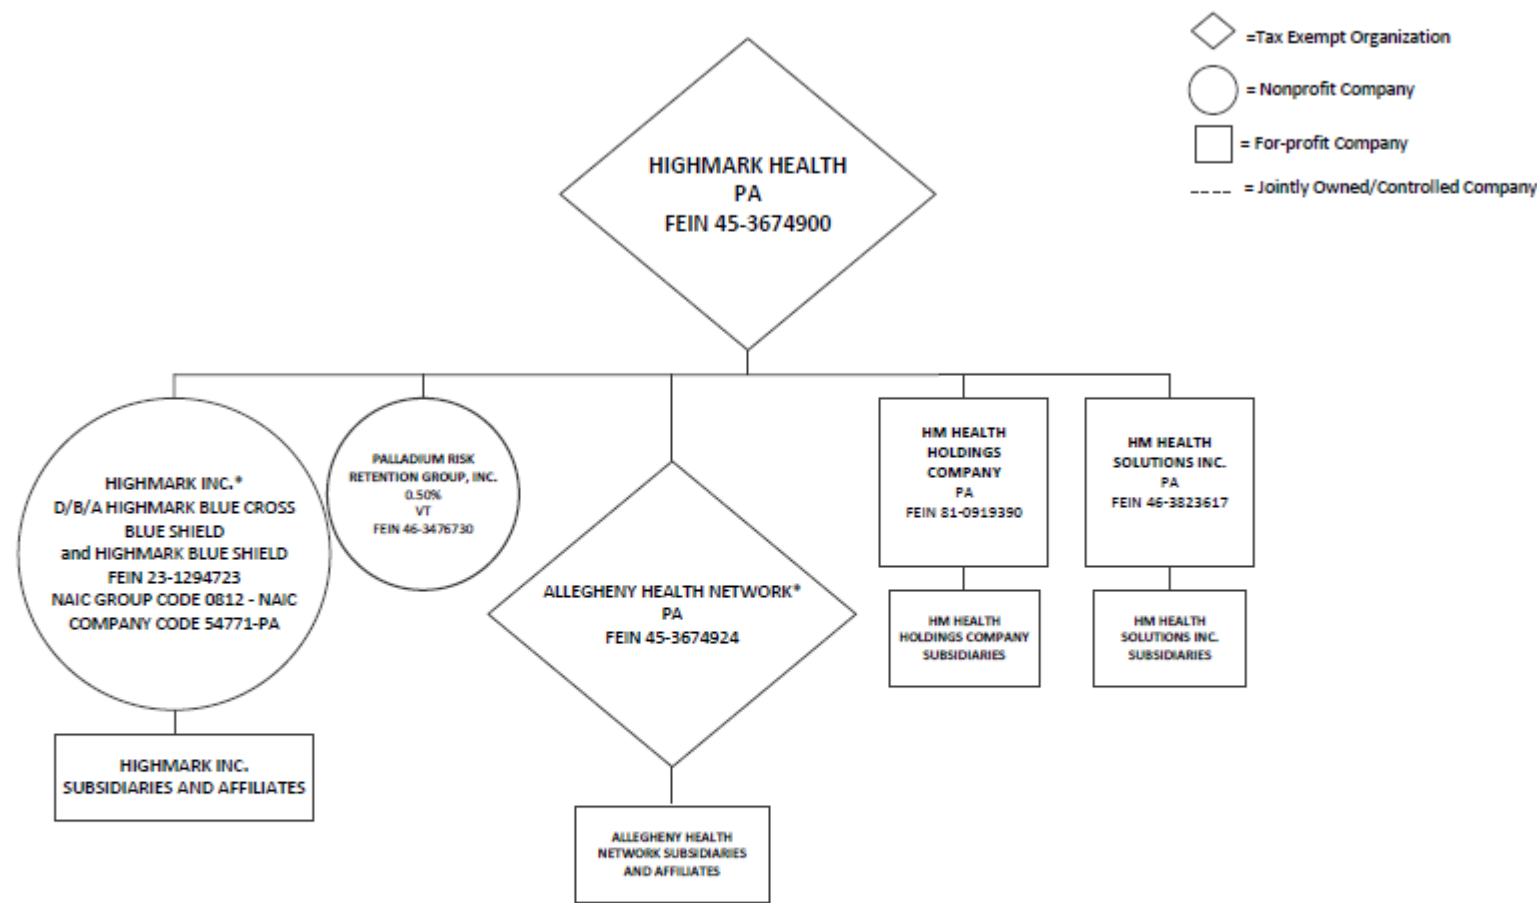 =Tax Exempt Organization
= Nonprofit Company
= For-profit Company
---- = Jointly Owned/Controlled Company
HIGHMARK HEALTH
PA
FEIN 45-3674900
HIGHMARK INC.*
D/B/A HIGHMARK BLUE CROSS
BLUE SHIELD
and HIGHMARK BLUE SHIELD
FEIN 23-1294723
NAIC GROUP CODE 0812 - NAIC
COMPANY CODE 54771-PA
PALLADIUM RISK
RETENTION GROUP, INC.
0.50%
VT
FEIN 46-3476730
ALLEGHENY HEALTH NETWORK*
PA
FEIN 45-3674924
HM HEALTH
HOLDINGS
COMPANY
PA
FEIN 81-0919390
HM HEALTH
SOLUTIONS INC.
PA
FEIN 46-3823617
HIGHMARK INC.
SUBSIDIARIES AND AFFILIATES
ALLEGHENY HEALTH
NETWORK SUBSIDIARIES
AND AFFILIATES
HM HEALTH
HOLDINGS COMPANY
SUBSIDIARIES
HM HEALTH
SOLUTIONS INC.
SUBSIDIARIES